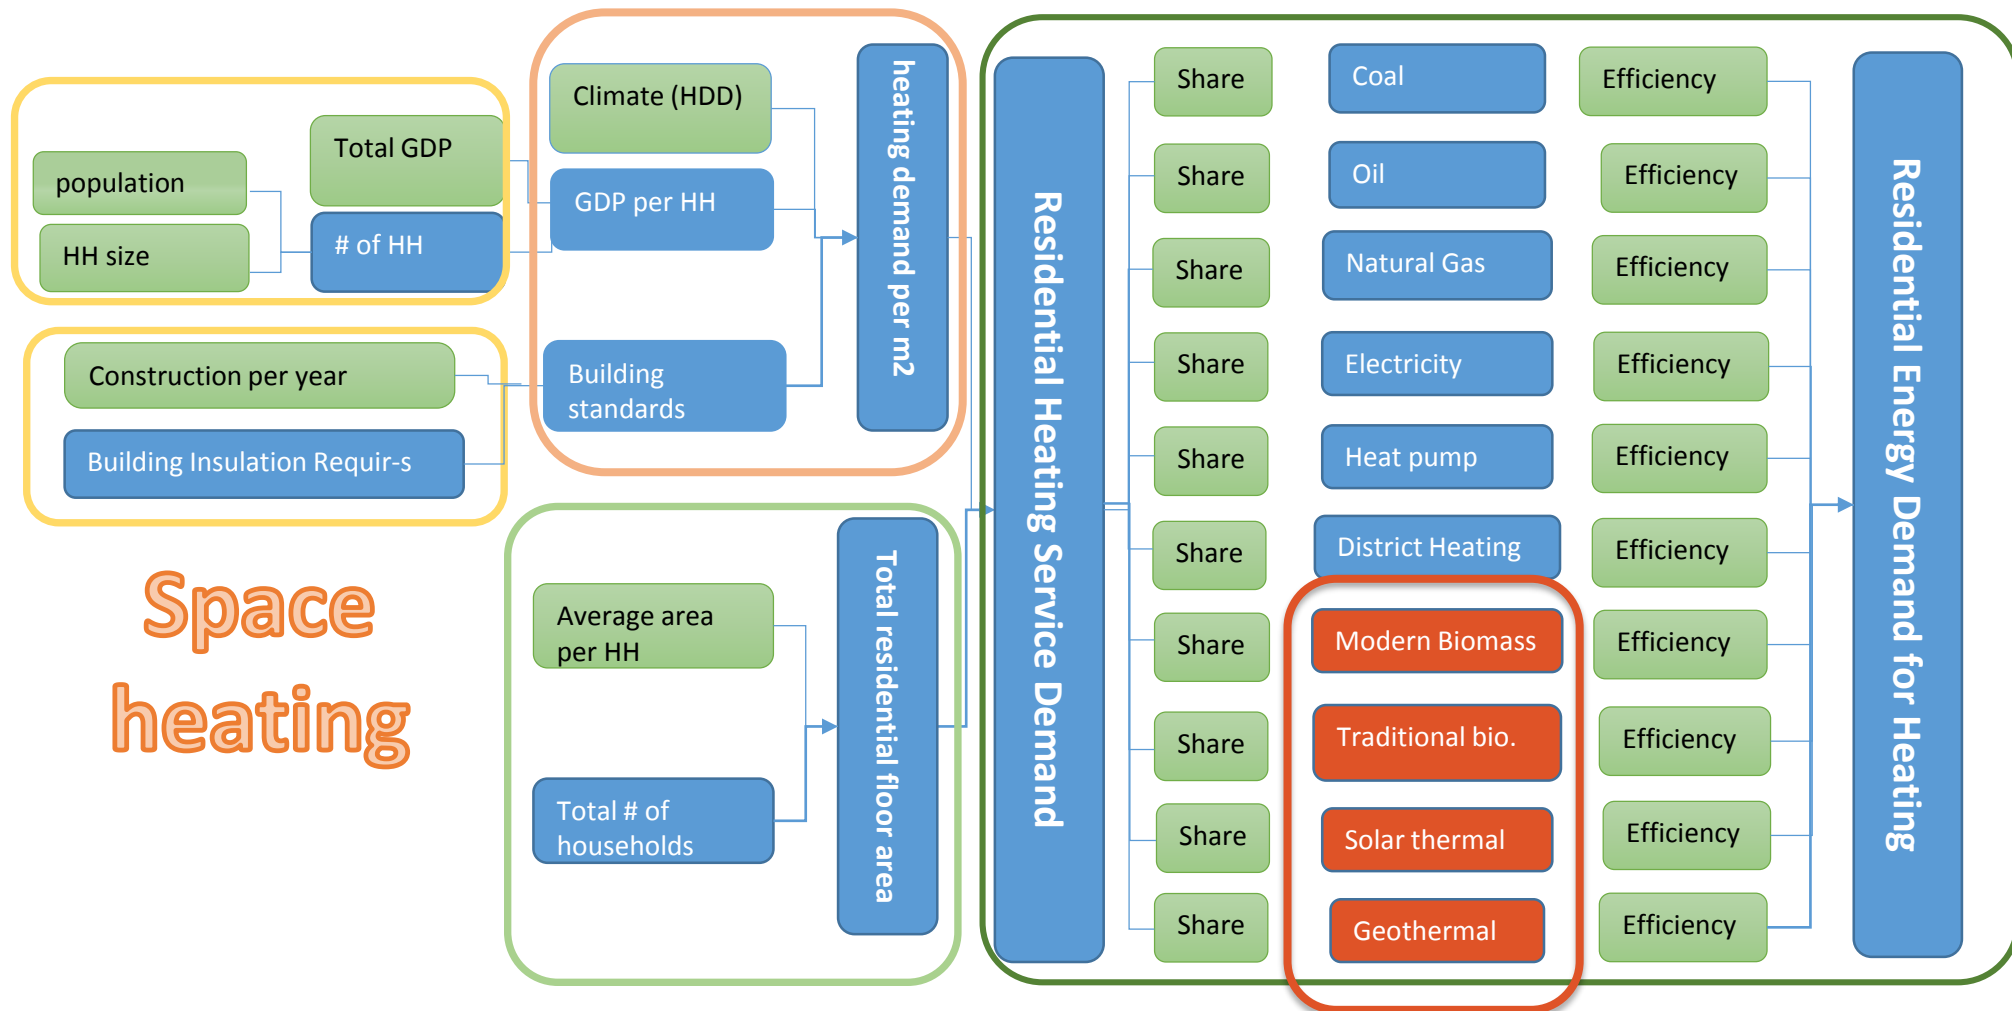 population
HH size
Total GDP
# of HH
Construction per year
Building Insulation Requir-s
Space
heating
Climate (HDD)
GDP per HH
Building
standards
heating demand per m2
Average area
per HH
Total # of
households
Total residential floor area
Residential Heating Service Demand
Share
Coal
Efficiency
Share
Oil
Efficiency
Share
Natural Gas
Efficiency
Share
Electricity
Efficiency
Share
Heat pump
Efficiency
Share
District Heating
Efficiency
Share
Modern Biomass
Efficiency
Share
Traditional bio.
Efficiency
Share
Solar thermal
Efficiency
Share
Geothermal
Efficiency
Residential Energy Demand for Heating